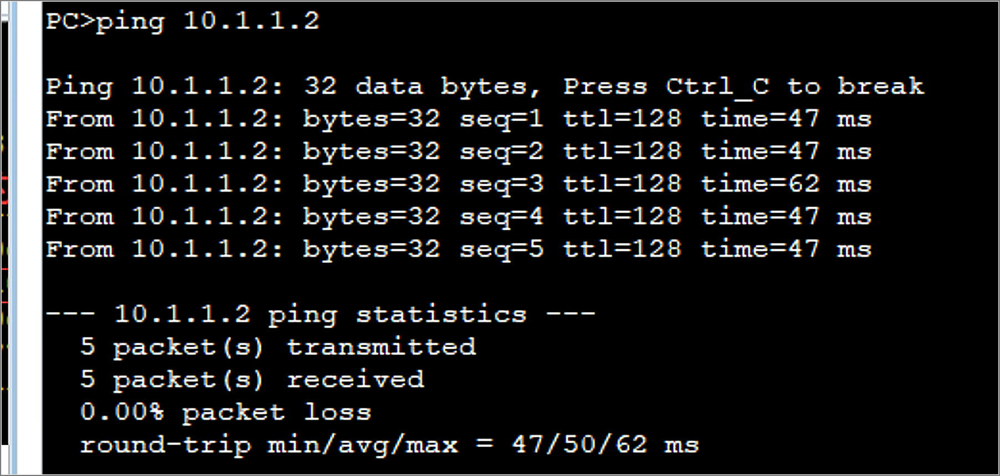 PC>ping 10.1.1.2
Ping 10.1.1.2: 32 data bytes, Press Ctrl_C to break
From 10.1.1.2: bytes=32 seq=1 ttl=128 time=47 ms
From 10.1.1.2: bytes=32 seq=2 ttl=128 time=47 ms
From 10.1.1.2: bytes=32 seq=3 ttl=128 time=62 ms
From 10.1.1.2: bytes=32 seq=4 ttl=128 time=47 ms
From 10.1.1.2: bytes=32 seq=5 ttl=128 time=47 ms
--- 10.1.1.2 ping statistics ---
5 packet(s) transmitted
5 packet(s) received
0.00% packet loss
round-trip min/avg/max = 47/50/62 ms